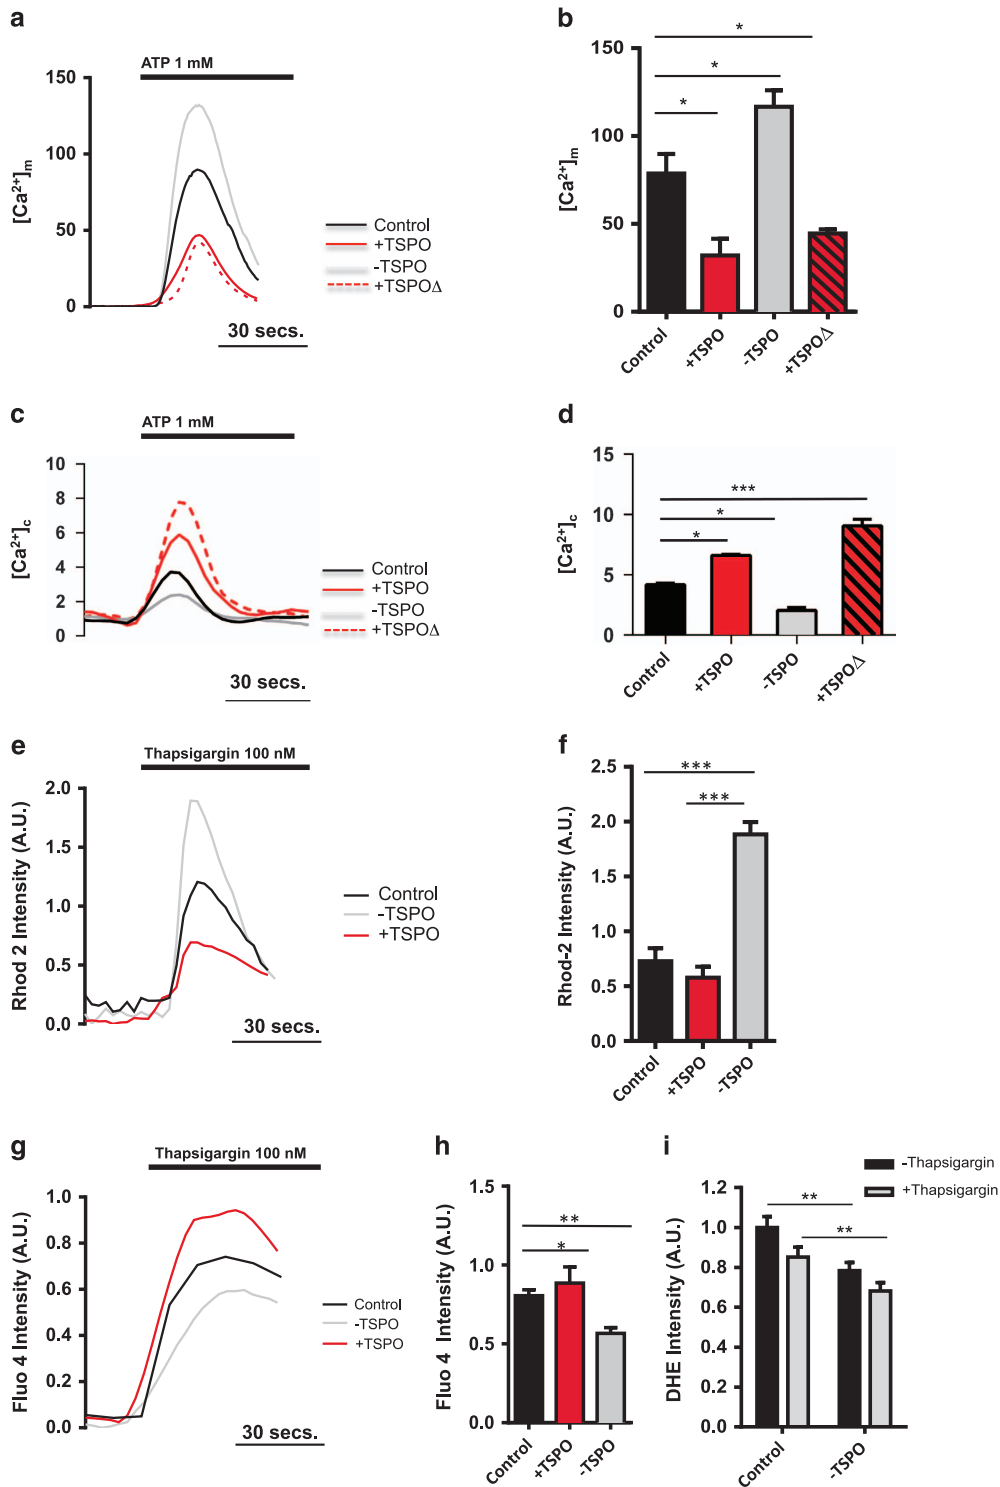 a
ATP 1 mM
150
100
50
0
[Ca²⁺]m
Control
+TSPO
-TSPO
+TSPOΔ
30 secs.
b
*
*
*
150
100
50
0
[Ca²⁺]m
Control
+TSPO
-TSPO
+TSPOΔ
c
ATP 1 mM
10
8
6
4
2
0
[Ca²⁺]c
Control
+TSPO
-TSPO
+TSPOΔ
30 secs.
d
***
*
*
15
10
5
0
[Ca²⁺]c
Control
+TSPO
-TSPO
+TSPOΔ
e
Thapsigargin 100 nM
2.0
1.5
1.0
0.5
0.0
Rhod 2 Intensity (A.U.)
Control
-TSPO
+TSPO
30 secs.
f
***
***
2.5
2.0
1.5
1.0
0.5
0.0
Rhod-2 Intensity (A.U.)
Control
+TSPO
-TSPO
g
Thapsigargin 100 nM
1.0
0.8
0.6
0.4
0.2
0.0
Fluo 4 Intensity (A.U.)
Control
-TSPO
+TSPO
30 secs.
h
**
*
1.5
1.0
0.5
0.0
Fluo 4 Intensity (A.U.)
Control
+TSPO
-TSPO
i
-Thapsigargin
+Thapsigargin
**
**
1.2
1.0
0.8
0.6
0.4
0.2
0.0
DHE Intensity (A.U.)
Control
-TSPO